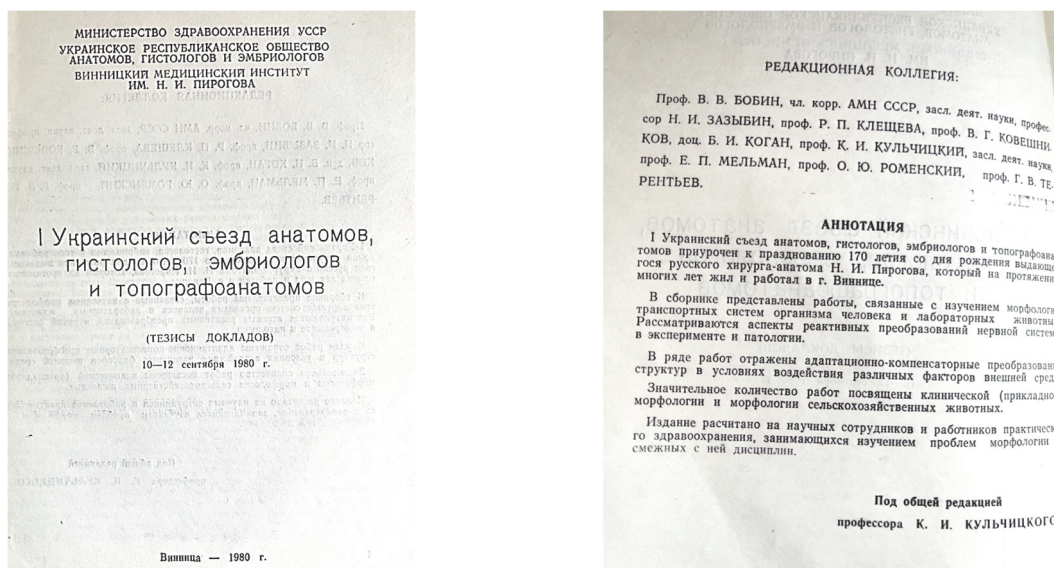 МИНИСТЕРСТВО ЗДРАВООХРАНЕНИЯ УССР
УКРАИНСКОЕ РЕСПУБЛИКАНСКОЕ ОБЩЕСТВО
АНАТОМОВ, ГИСТОЛОГОВ И ЭМБРИОЛОГОВ
ВИННИЦКИЙ МЕДИЦИНСКИЙ ИНСТИТУТ
ИМ. Н. И. ПИРОГОВА
I Украинский съезд анатомов,
гистологов, эмбриологов
и топографоанатомов
(ТЕЗИСЫ ДОКЛАДОВ)
10—12 сентября 1980 г.
Винница — 1980 г.
РЕДАКЦИОННАЯ КОЛЛЕГИЯ:
Проф. В. В. БОБИН, чл. корр. АМН СССР, засл. деят. науки, профес
сор Н. И. ЗАЗЫБИН, проф. Р. П. КЛЕЩЕВА, проф. В. Г. КОВЕШНИ
КОВ, доц. Б. И. КОГАН, проф. К. И. КУЛЬЧИЦКИЙ, засл. деят. науки,
проф. Е. П. МЕЛЬМАН, проф. О. Ю. РОМЕНСКИЙ, проф. Г. В. ТЕ-
РЕНТЬЕВ.
АННОТАЦИЯ
I Украинский съезд анатомов, гистологов, эмбриологов и топографоана
томов приурочен к празднованию 170 летия со дня рождения выдающе
гося русского хирурга-анатома Н. И. Пирогова, который на протяжени
многих лет жил и работал в г. Виннице.
В сборнике представлены работы, связанные с изучением морфологи
транспортных систем организма человека и лабораторных животны
Рассматриваются аспекты реактивных преобразований нервной систем
в эксперименте и патологии.
В ряде работ отражены адаптационно-компенсаторные преобразовани
структур в условиях воздействия различных факторов внешней сред
Значительное количество работ посвящены клинической (прикладно
морфологии и морфологии сельскохозяйственных животных.
Издание расчитано на научных сотрудников и работников практическ
го здравоохранения, занимающихся изучением проблем морфологии
смежных с ней дисциплин.
Под общей редакцией
профессора К. И. КУЛЬЧИЦКОГО